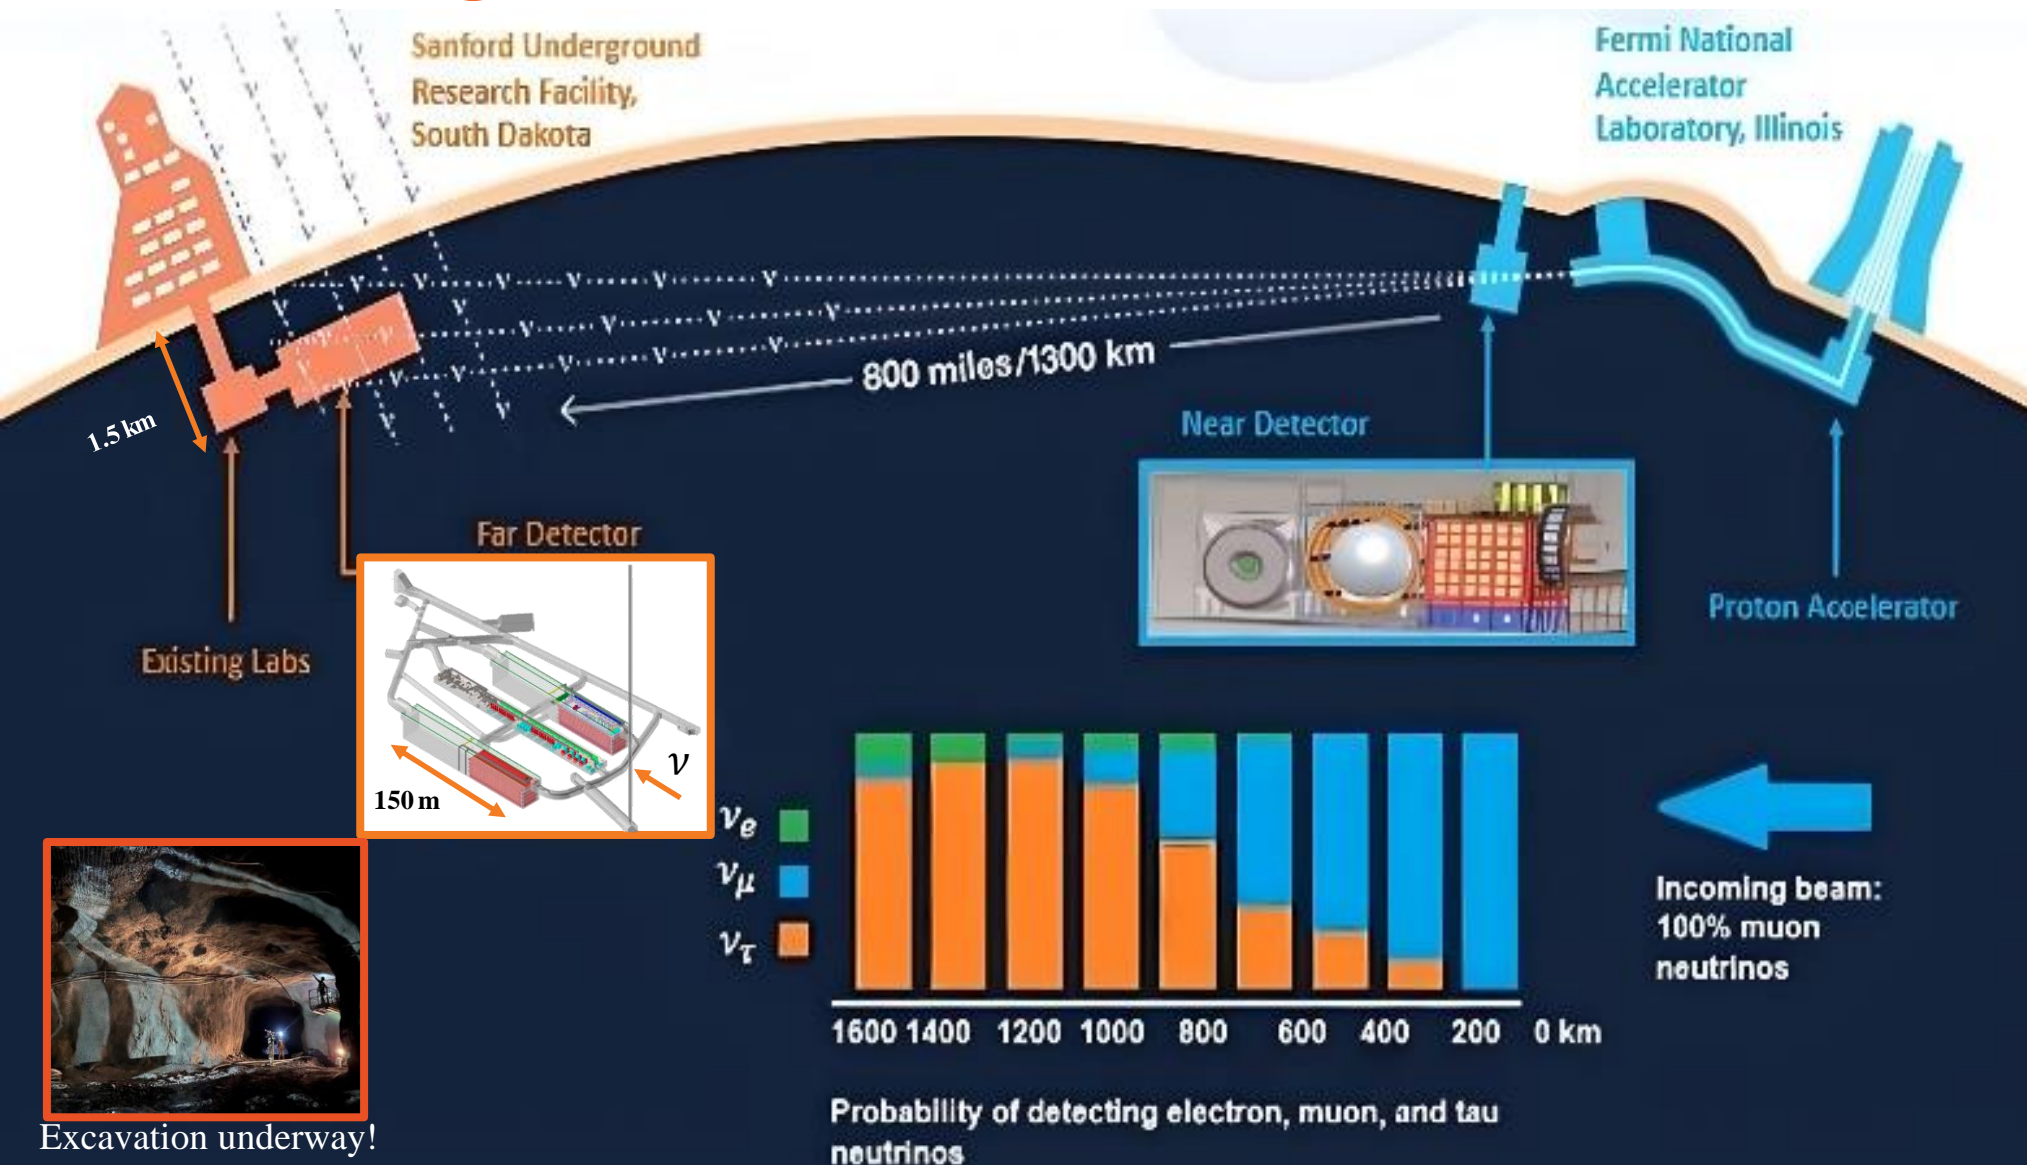 Sanford Underground
Research Facility,
South Dakota
Fermi National
Accelerator
Laboratory, Illinois
800 miles/1300 km
1.5 km
Near Detector
Far Detector
Proton Accelerator
Existing Labs
ν
150 m
νe
νμ
ντ
Incoming beam:
100% muon
neutrinos
1600 1400 1200 1000 800 600 400 200 0 km
Probability of detecting electron, muon, and tau
neutrinos
Excavation underway!